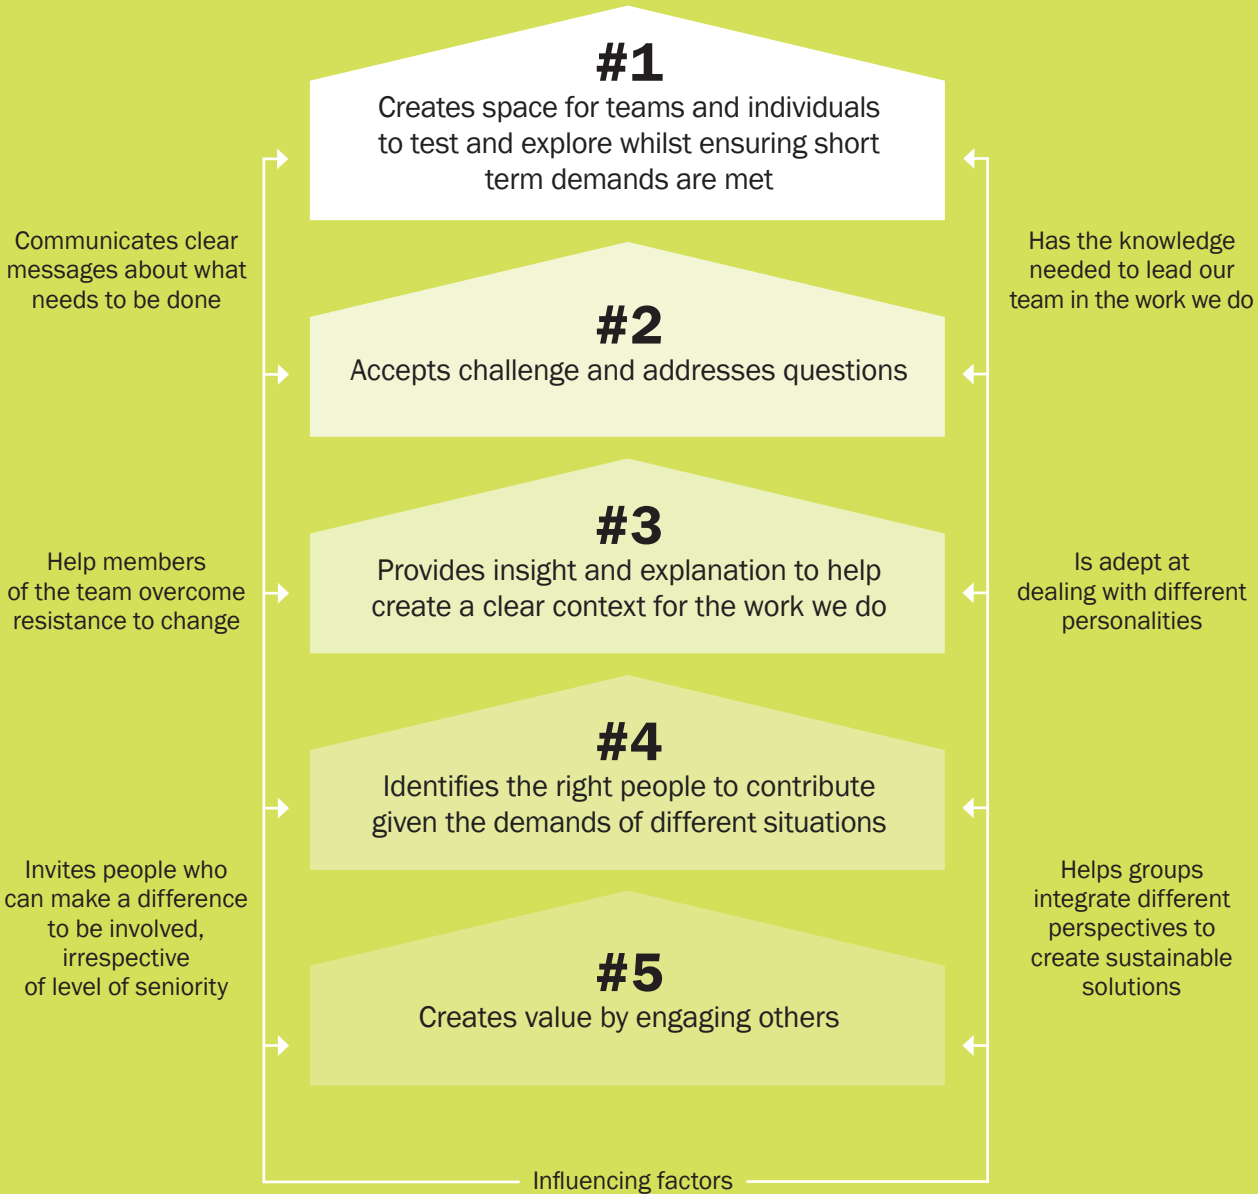 #1
Creates space for teams and individuals
to test and explore whilst ensuring short
term demands are met
Communicates clear
messages about what
needs to be done
Has the knowledge
needed to lead our
team in the work we do
#2
Accepts challenge and addresses questions
#3
Provides insight and explanation to help
create a clear context for the work we do
Help members
of the team overcome
resistance to change
Is adept at
dealing with different
personalities
#4
Identifies the right people to contribute
given the demands of different situations
Invites people who
can make a difference
to be involved,
irrespective
of level of seniority
Helps groups
integrate different
perspectives to
create sustainable
solutions
#5
Creates value by engaging others
Influencing factors